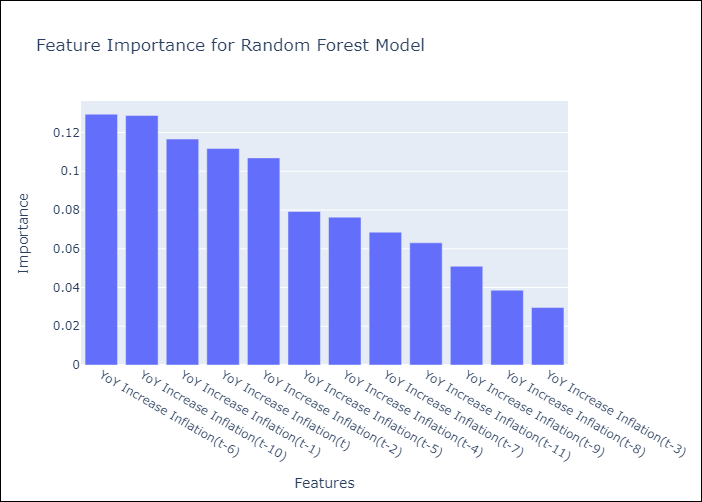 Feature Importance for Random Forest Model
Importance
0.12
0.1
0.08
0.06
0.04
0.02
0
YoY Increase Inflation(t-6)
YoY Increase Inflation(t-10)
YoY Increase Inflation(t-1)
YoY Increase Inflation(t)
YoY Increase Inflation(t-2)
YoY Increase Inflation(t-5)
YoY Increase Inflation(t-4)
YoY Increase Inflation(t-7)
YoY Increase Inflation(t-11)
YoY Increase Inflation(t-9)
YoY Increase Inflation(t-8)
YoY Increase Inflation(t-3)
Features